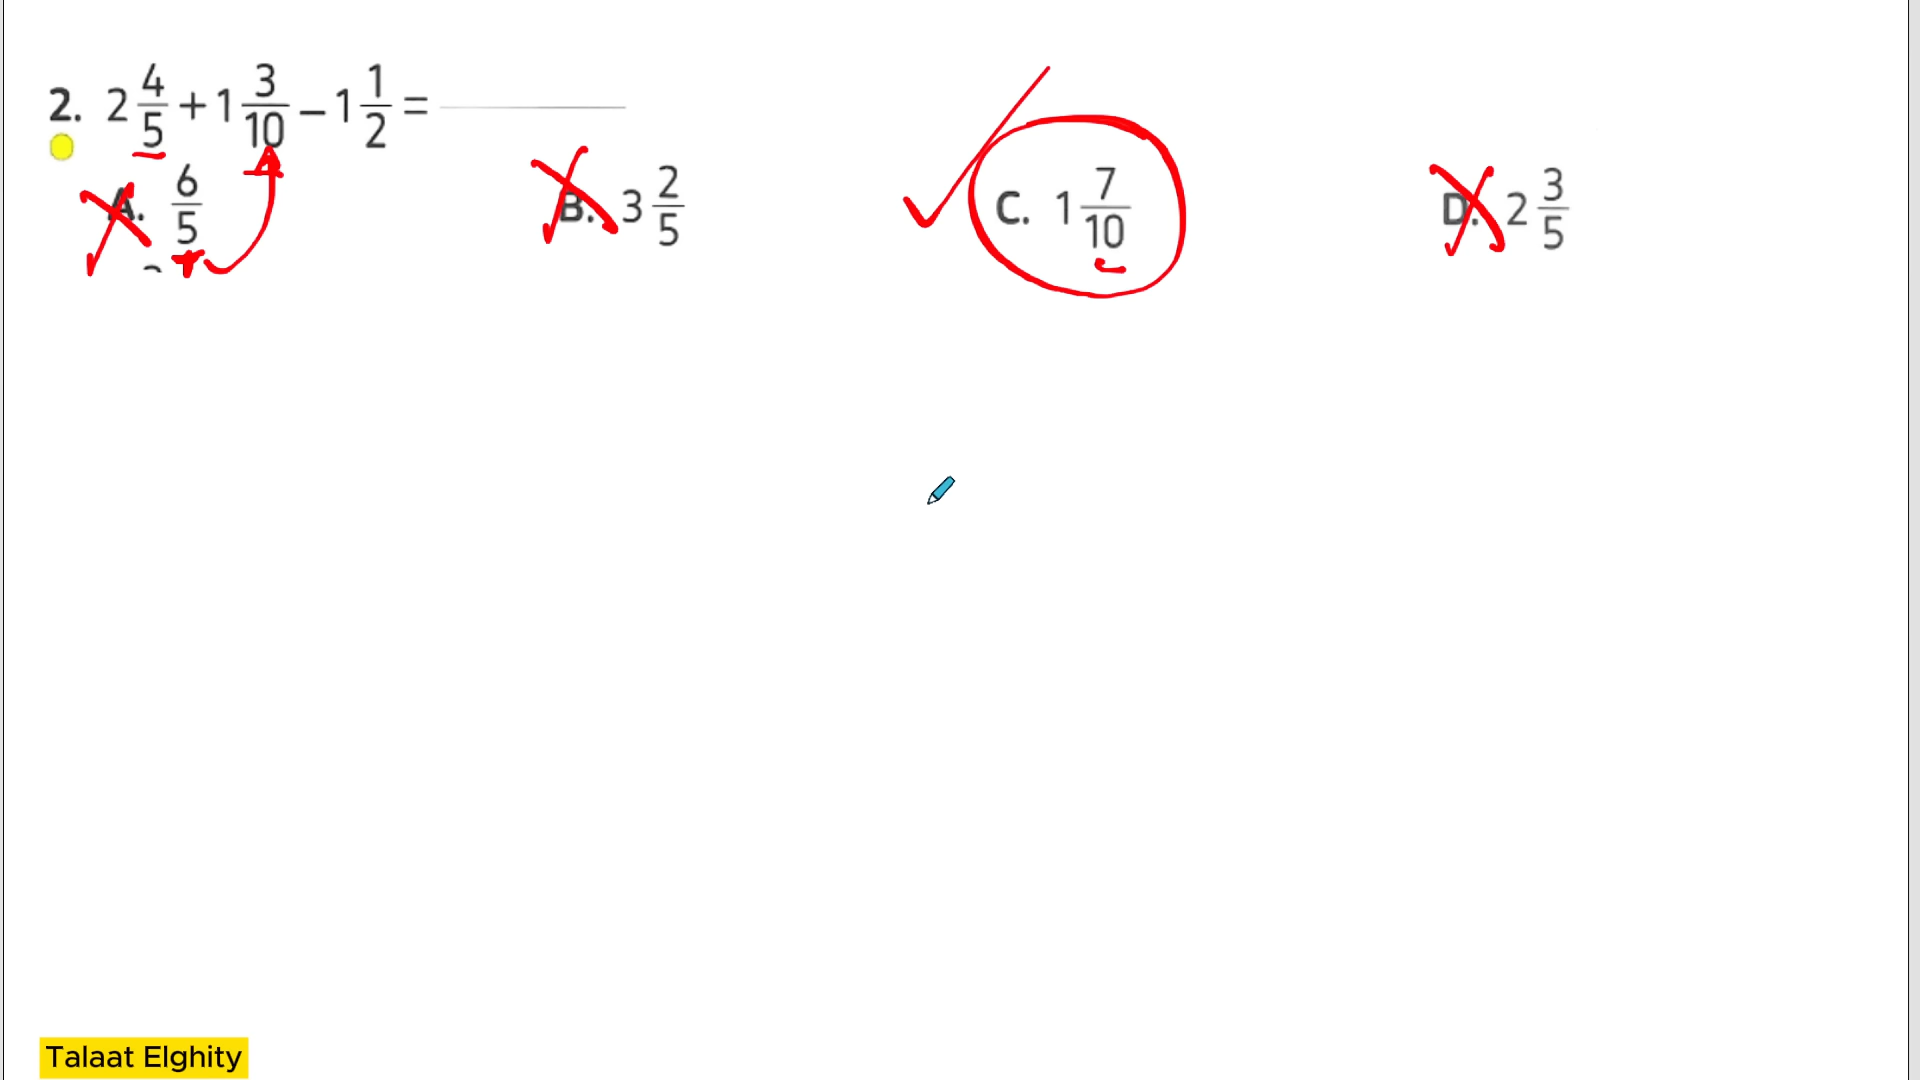 2. 2 4/5 + 1 3/10 − 1 1/2 =
A. 6/5 B. 3 2/5 C. 1 7/10 D. 2 3/5
Talaat Elghity